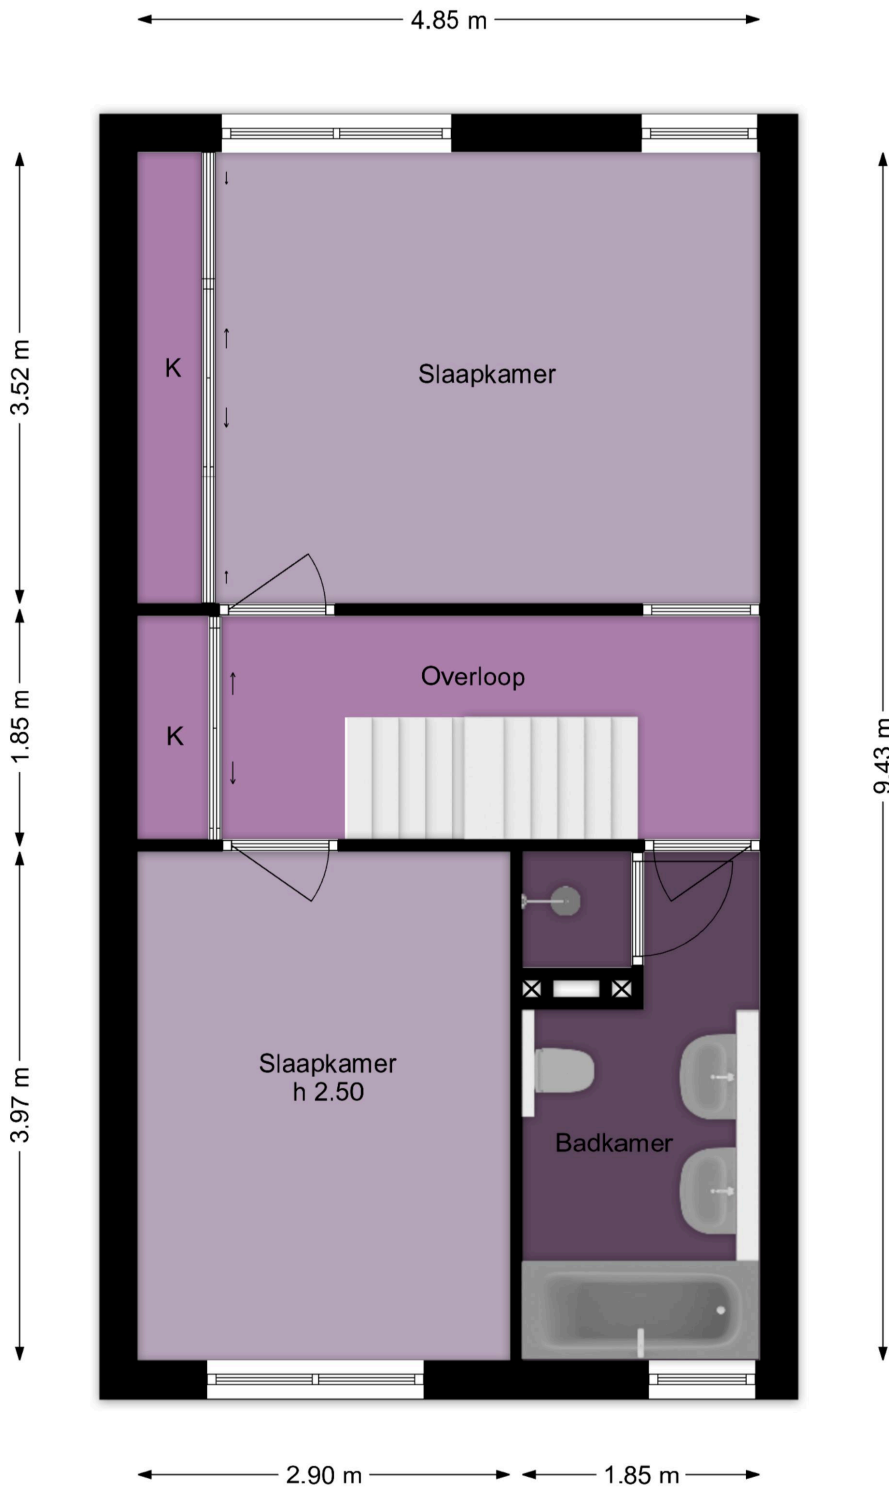 4.85 m
3.52 m
K
Slaapkamer
1.85 m
K
Overloop
9.43 m
3.97 m
Slaapkamer
h 2.50
Badkamer
2.90 m
1.85 m